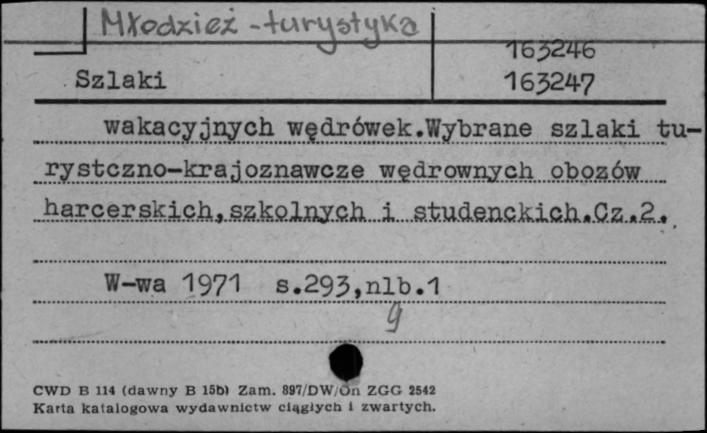 Młodzież - turystyka
163246
Szlaki 163247
wakacyjnych wędrówek.Wybrane szlaki tu-
rystczno-krajoznawcze wędrownych obozów
harcerskich,szkolnych i studenckich.Cz.2.
W-wa 1971 s.293,nlb.1
9
CWD B 114 (dawny B 15b) Zam. 897/DW/On ZGG 2542
Karta katalogowa wydawnictw ciągłych i zwartych.